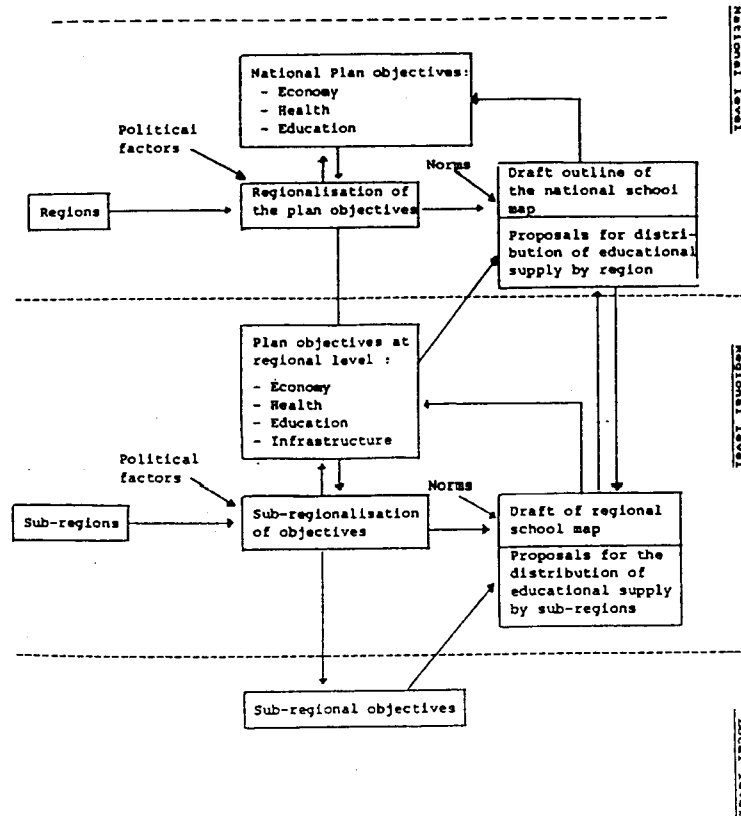 National level
National Plan objectives:
- Economy
- Health
- Education
Political
factors
Norms
Regions
Regionalisation of
the plan objectives
Draft outline of
the national school
map
Proposals for distri-
bution of educational
supply by region
Regional level
Plan objectives at
regional level :
- Economy
- Health
- Education
- Infrastructure
Political
factors
Norms
Sub-regions
Sub-regionalisation
of objectives
Draft of regional
school map
Proposals for the
distribution of
educational supply
by sub-regions
Sub-regional objectives